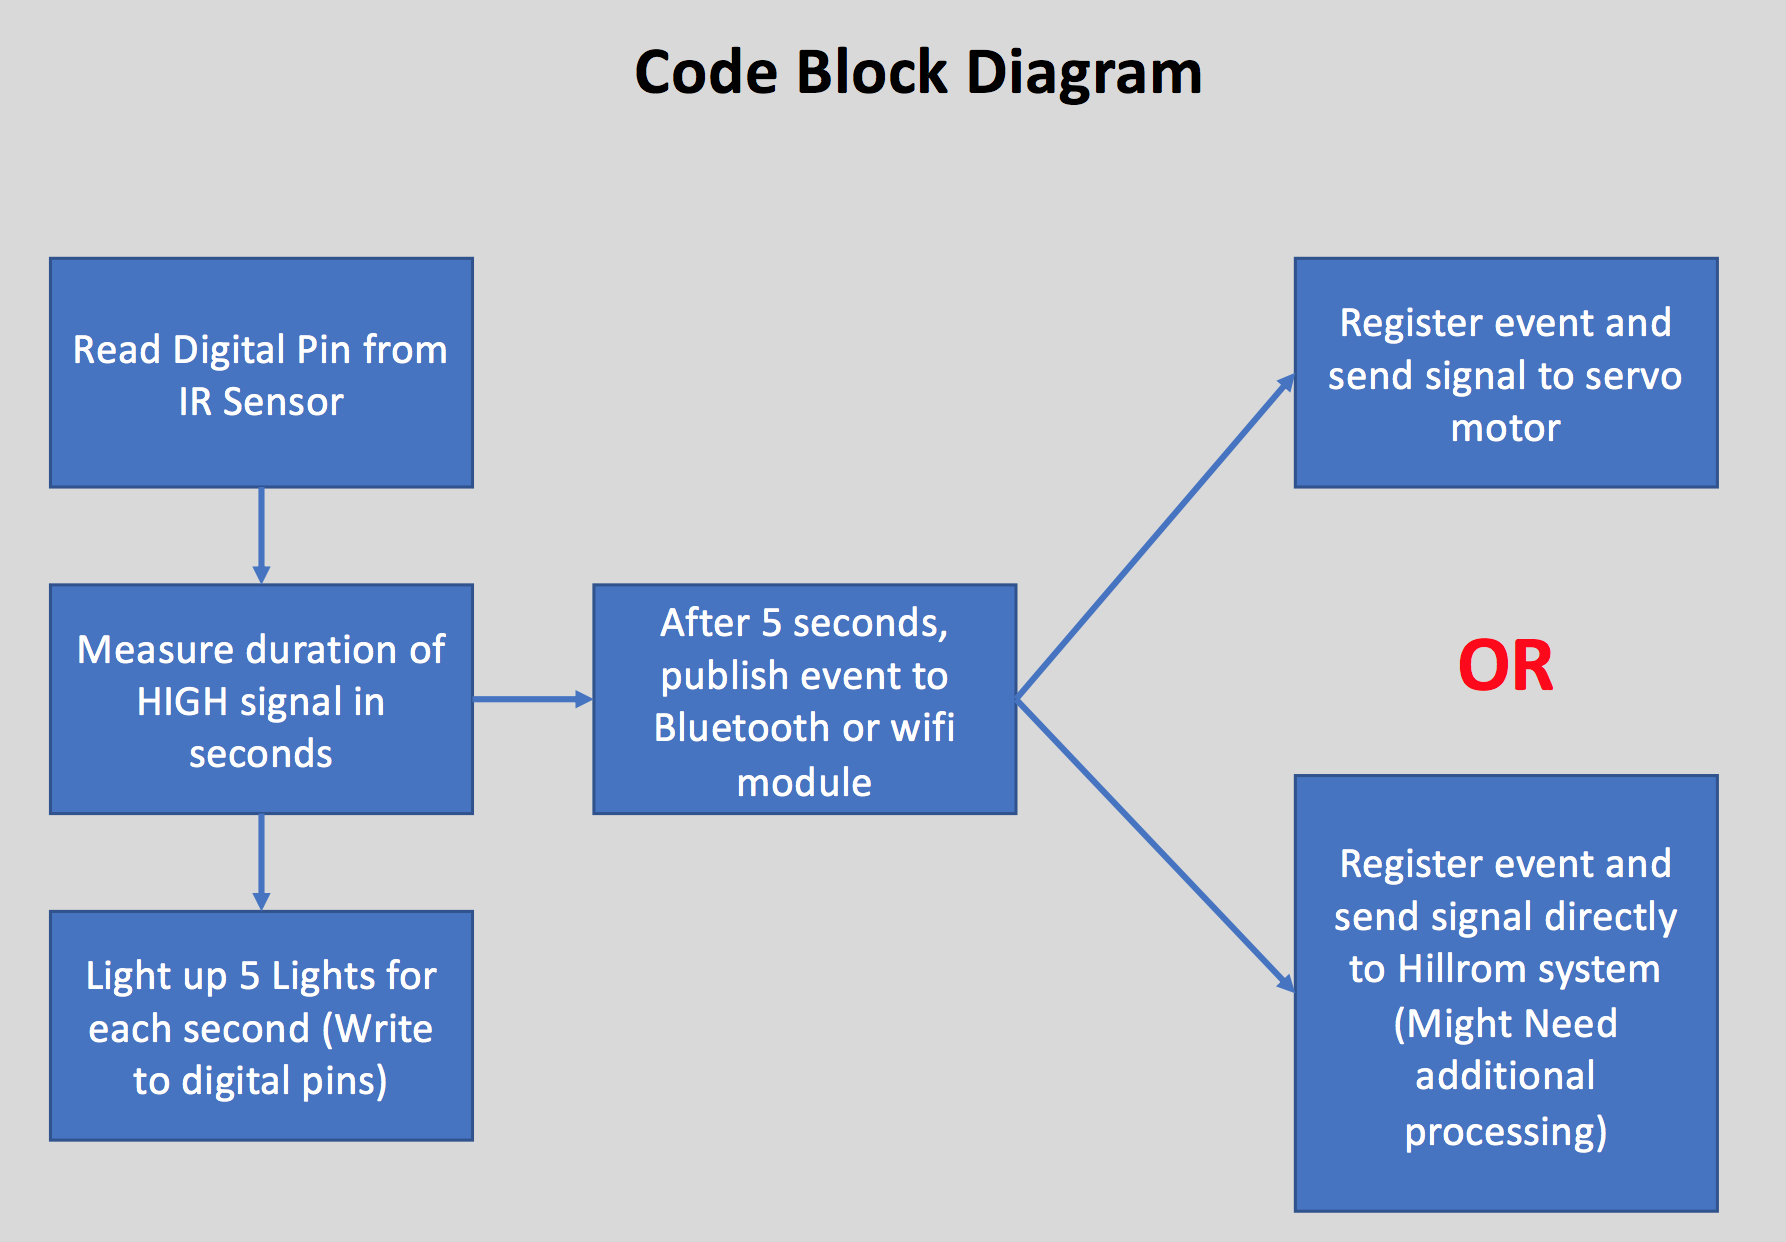 Code Block Diagram
Read Digital Pin from
IR Sensor
Measure duration of
HIGH signal in
seconds
Light up 5 Lights for
each second (Write
to digital pins)
After 5 seconds,
publish event to
Bluetooth or wifi
module
Register event and
send signal to servo
motor
OR
Register event and
send signal directly
to Hillrom system
(Might Need
additional
processing)